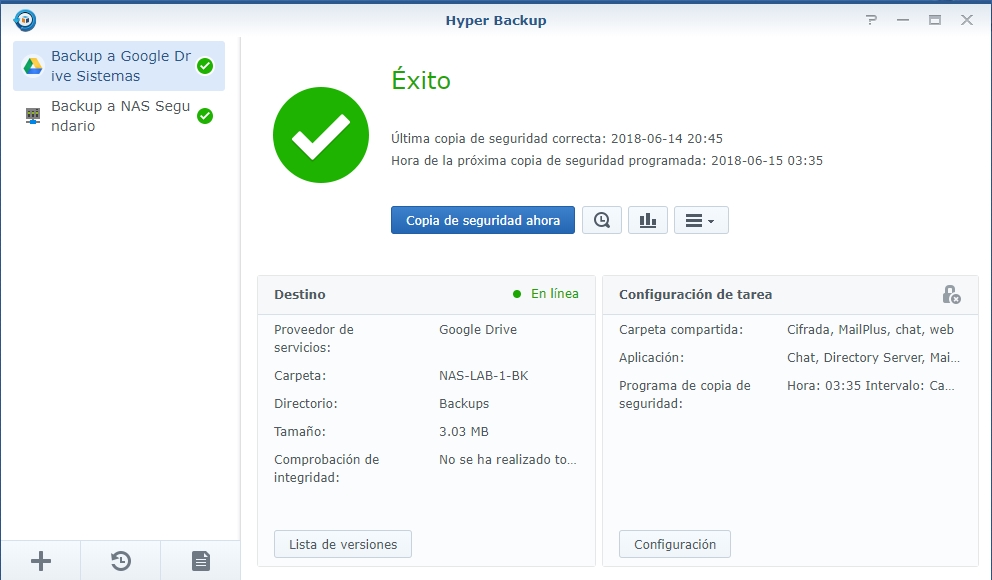 Hyper Backup
Backup a Google Dr
ive Sistemas
Backup a NAS Segu
ndario
Éxito
Última copia de seguridad correcta: 2018-06-14 20:45
Hora de la próxima copia de seguridad programada: 2018-06-15 03:35
Copia de seguridad ahora
Destino
En línea
Proveedor de
servicios:
Google Drive
Carpeta:
NAS-LAB-1-BK
Directorio:
Backups
Tamaño:
3.03 MB
Comprobación de
integridad:
No se ha realizado to...
Lista de versiones
Configuración de tarea
Carpeta compartida:
Cifrada, MailPlus, chat, web
Aplicación:
Chat, Directory Server, Mai...
Programa de copia de
seguridad:
Hora: 03:35 Intervalo: Ca...
Configuración